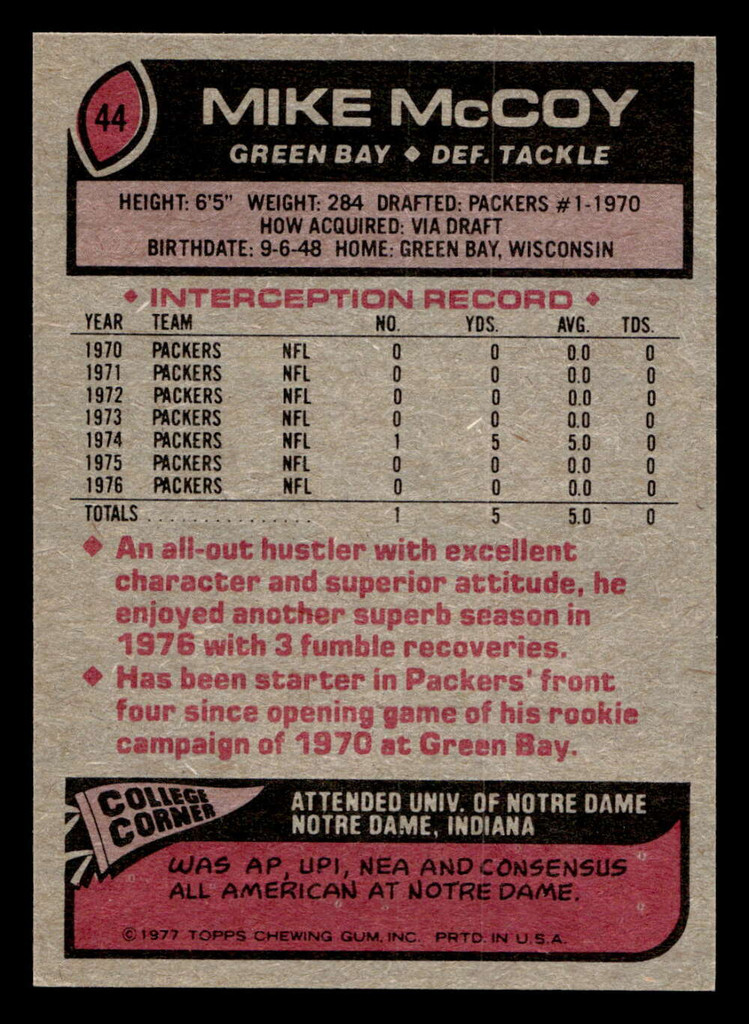 44
MIKE McCOY
GREEN BAY ◆ DEF. TACKLE
HEIGHT: 6'5" WEIGHT: 284 DRAFTED: PACKERS #1-1970
HOW ACQUIRED: VIA DRAFT
BIRTHDATE: 9-6-48 HOME: GREEN BAY, WISCONSIN
◆ INTERCEPTION RECORD ◆
YEAR TEAM NO. YDS. AVG. TDS.
1970 PACKERS NFL 0 0 0.0 0
1971 PACKERS NFL 0 0 0.0 0
1972 PACKERS NFL 0 0 0.0 0
1973 PACKERS NFL 0 0 0.0 0
1974 PACKERS NFL 1 5 5.0 0
1975 PACKERS NFL 0 0 0.0 0
1976 PACKERS NFL 0 0 0.0 0
TOTALS . . . . . . . . . . . . . . . . 1 5 5.0 0
◆ An all-out hustler with excellent
character and superior attitude, he
enjoyed another superb season in
1976 with 3 fumble recoveries.
◆ Has been starter in Packers' front
four since opening game of his rookie
campaign of 1970 at Green Bay.
COLLEGE
CORNER
ATTENDED UNIV. OF NOTRE DAME
NOTRE DAME, INDIANA
WAS AP, UPI, NEA AND CONSENSUS
ALL AMERICAN AT NOTRE DAME.
© 1977 TOPPS CHEWING GUM, INC. PRTD. IN U.S.A.